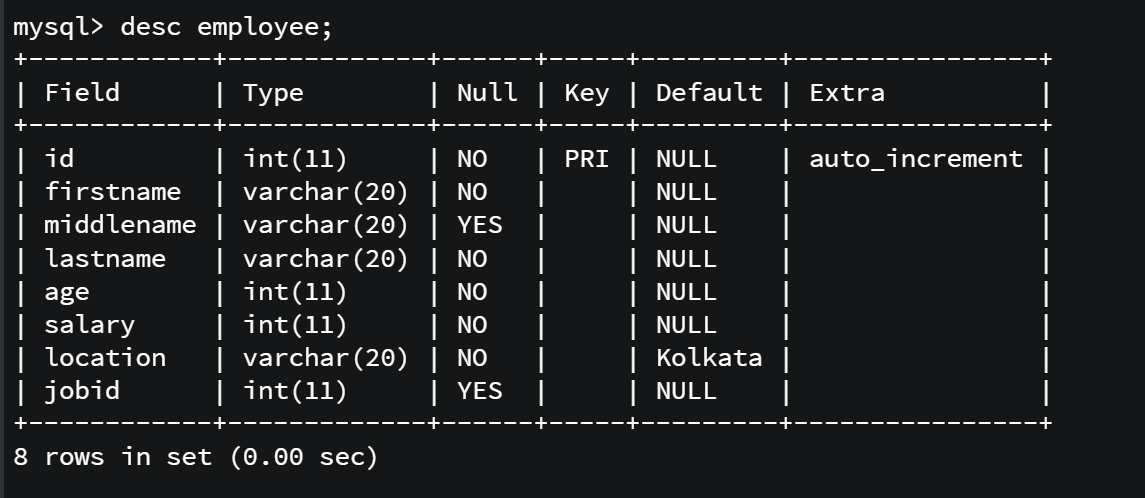 mysql> desc employee;
+------------+-------------+------+-----+---------+----------------+
| Field      | Type        | Null | Key | Default | Extra          |
+------------+-------------+------+-----+---------+----------------+
| id         | int(11)     | NO   | PRI | NULL    | auto_increment |
| firstname  | varchar(20) | NO   |     | NULL    |                |
| middlename | varchar(20) | YES  |     | NULL    |                |
| lastname   | varchar(20) | NO   |     | NULL    |                |
| age        | int(11)     | NO   |     | NULL    |                |
| salary     | int(11)     | NO   |     | NULL    |                |
| location   | varchar(20) | NO   |     | Kolkata |                |
| jobid      | int(11)     | YES  |     | NULL    |                |
+------------+-------------+------+-----+---------+----------------+
8 rows in set (0.00 sec)